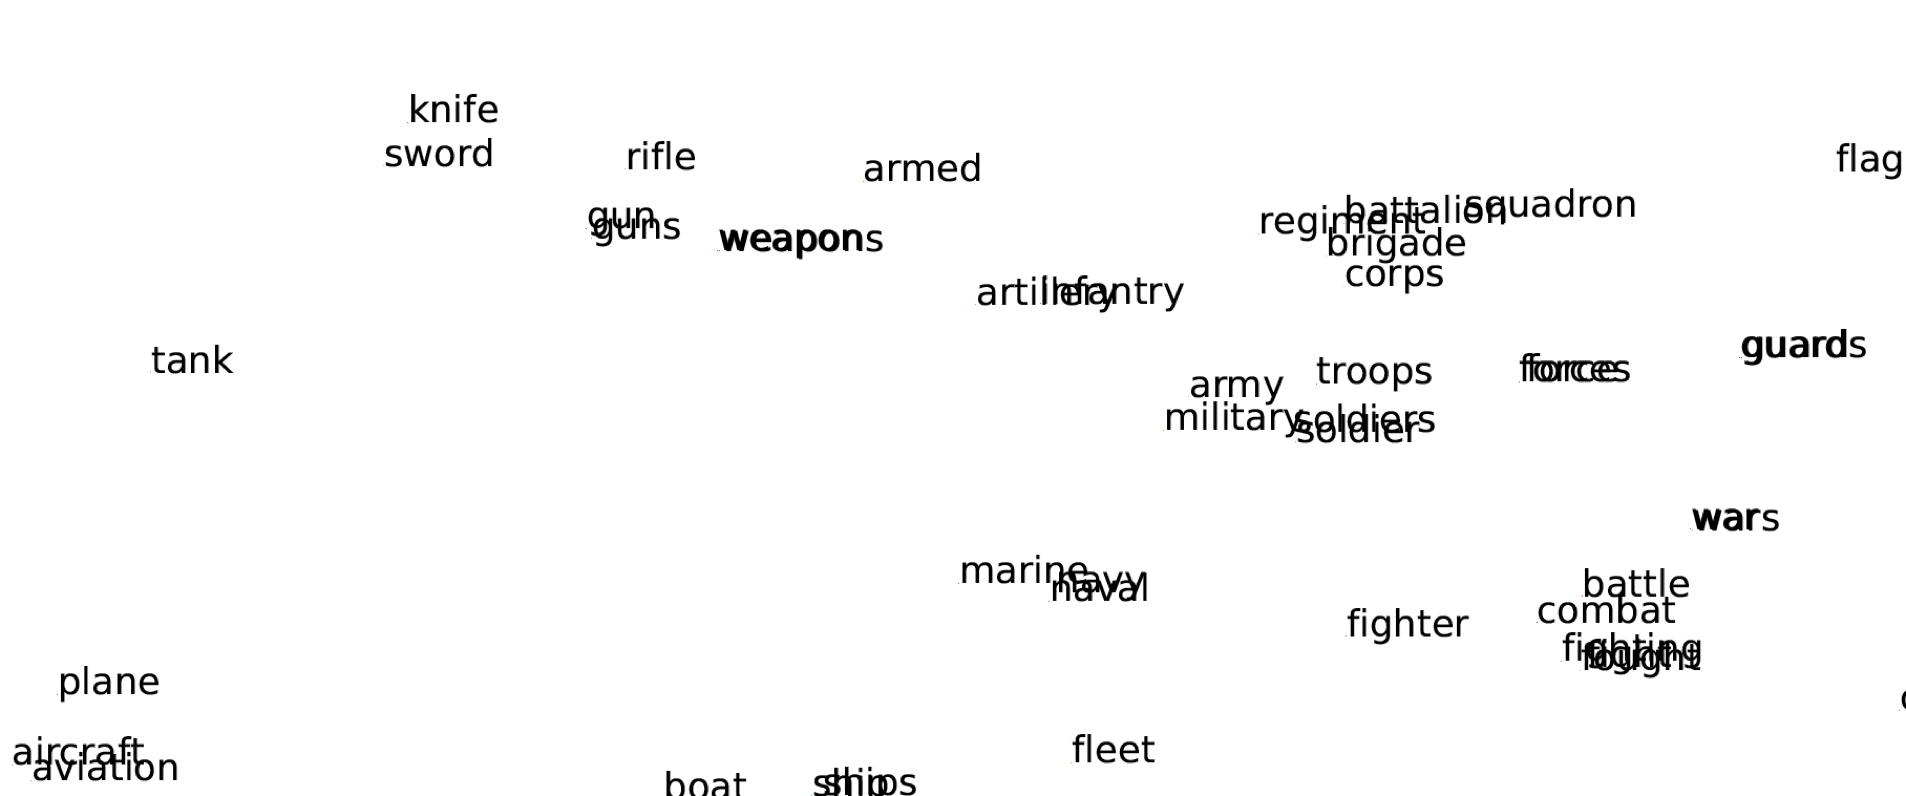 knife
sword
rifle
armed
flag
battalion
squadron
regiment
gun
guns
weapons
brigade
corps
artillery
infantry
guards
tank
troops
forces
army
military
soldiers
soldier
wars
marine
navy
naval
battle
combat
fighter
fighting
fought
plane
fleet
aircraft
aviation
boat
ship
ships